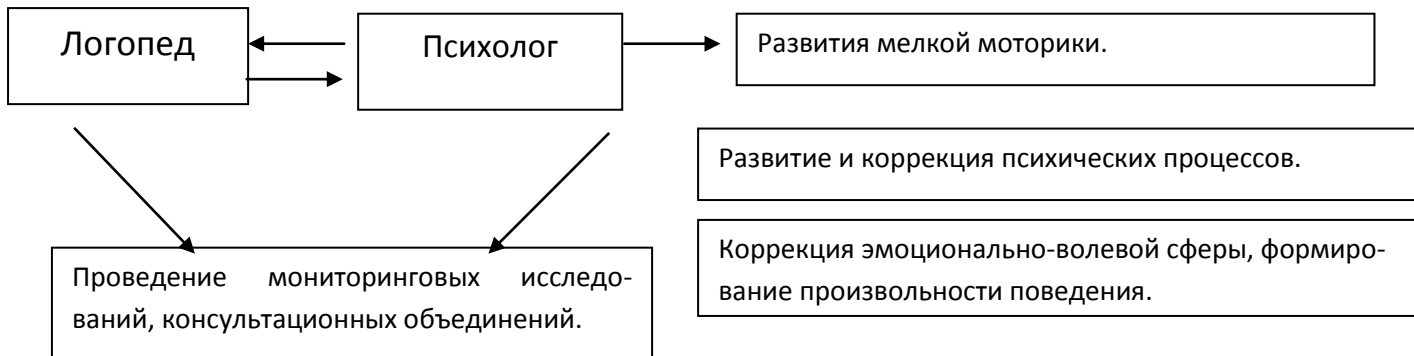 Логопед
Психолог
Развития мелкой моторики.
Развитие и коррекция психических процессов.
Коррекция эмоционально-волевой сферы, формиро-
вание произвольности поведения.
Проведение мониторинговых исследо-
ваний, консультационных объединений.